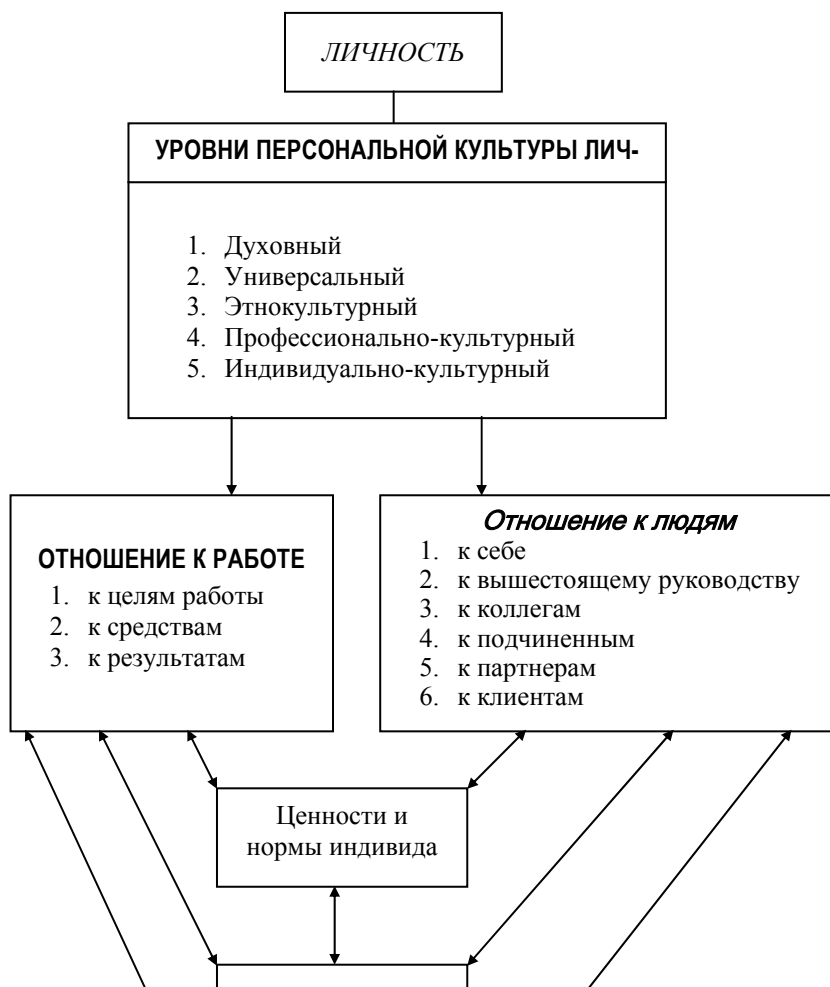 ЛИЧНОСТЬ
УРОВНИ ПЕРСОНАЛЬНОЙ КУЛЬТУРЫ ЛИЧ-
1. Духовный
2. Универсальный
3. Этнокультурный
4. Профессионально-культурный
5. Индивидуально-культурный
ОТНОШЕНИЕ К РАБОТЕ
1. к целям работы
2. к средствам
3. к результатам
Отношение к людям
1. к себе
2. к вышестоящему руководству
3. к коллегам
4. к подчиненным
5. к партнерам
6. к клиентам
Ценности и
нормы индивида